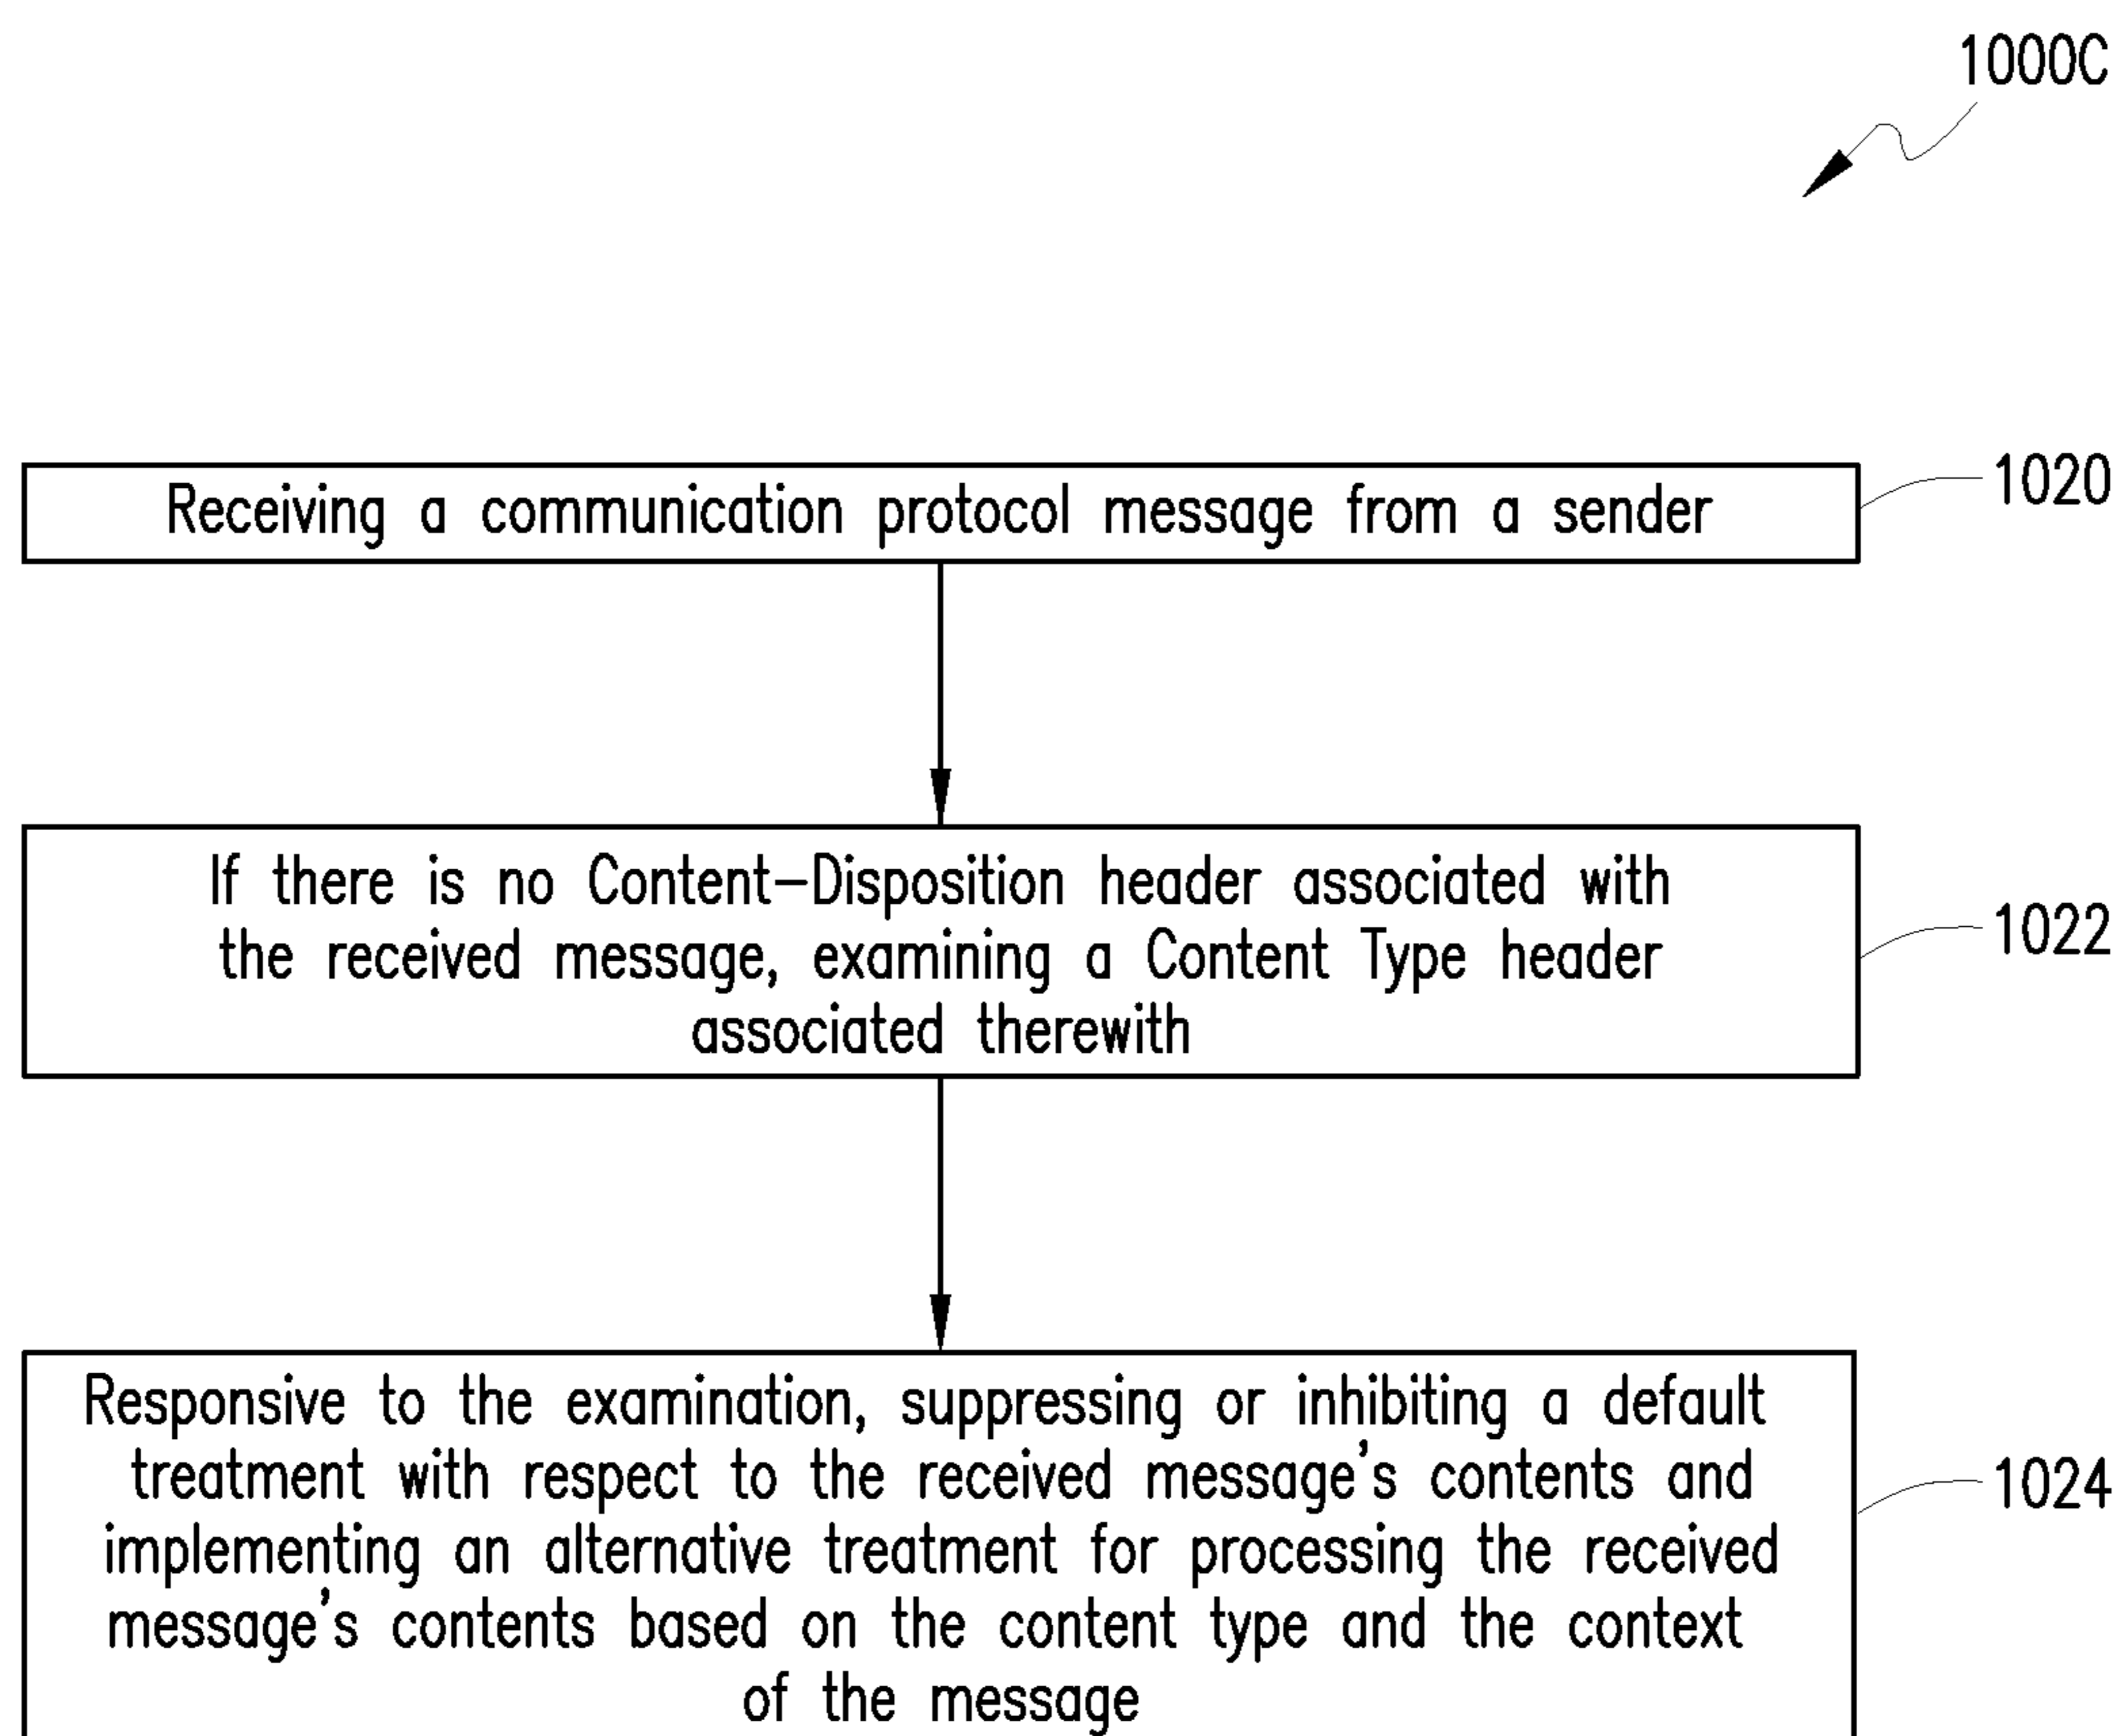 1000C
Receiving a communication protocol message from a sender
1020
If there is no Content-Disposition header associated with
the received message, examining a Content Type header
associated therewith
1022
Responsive to the examination, suppressing or inhibiting a default
treatment with respect to the received message's contents and
implementing an alternative treatment for processing the received
message's contents based on the content type and the context
of the message
1024